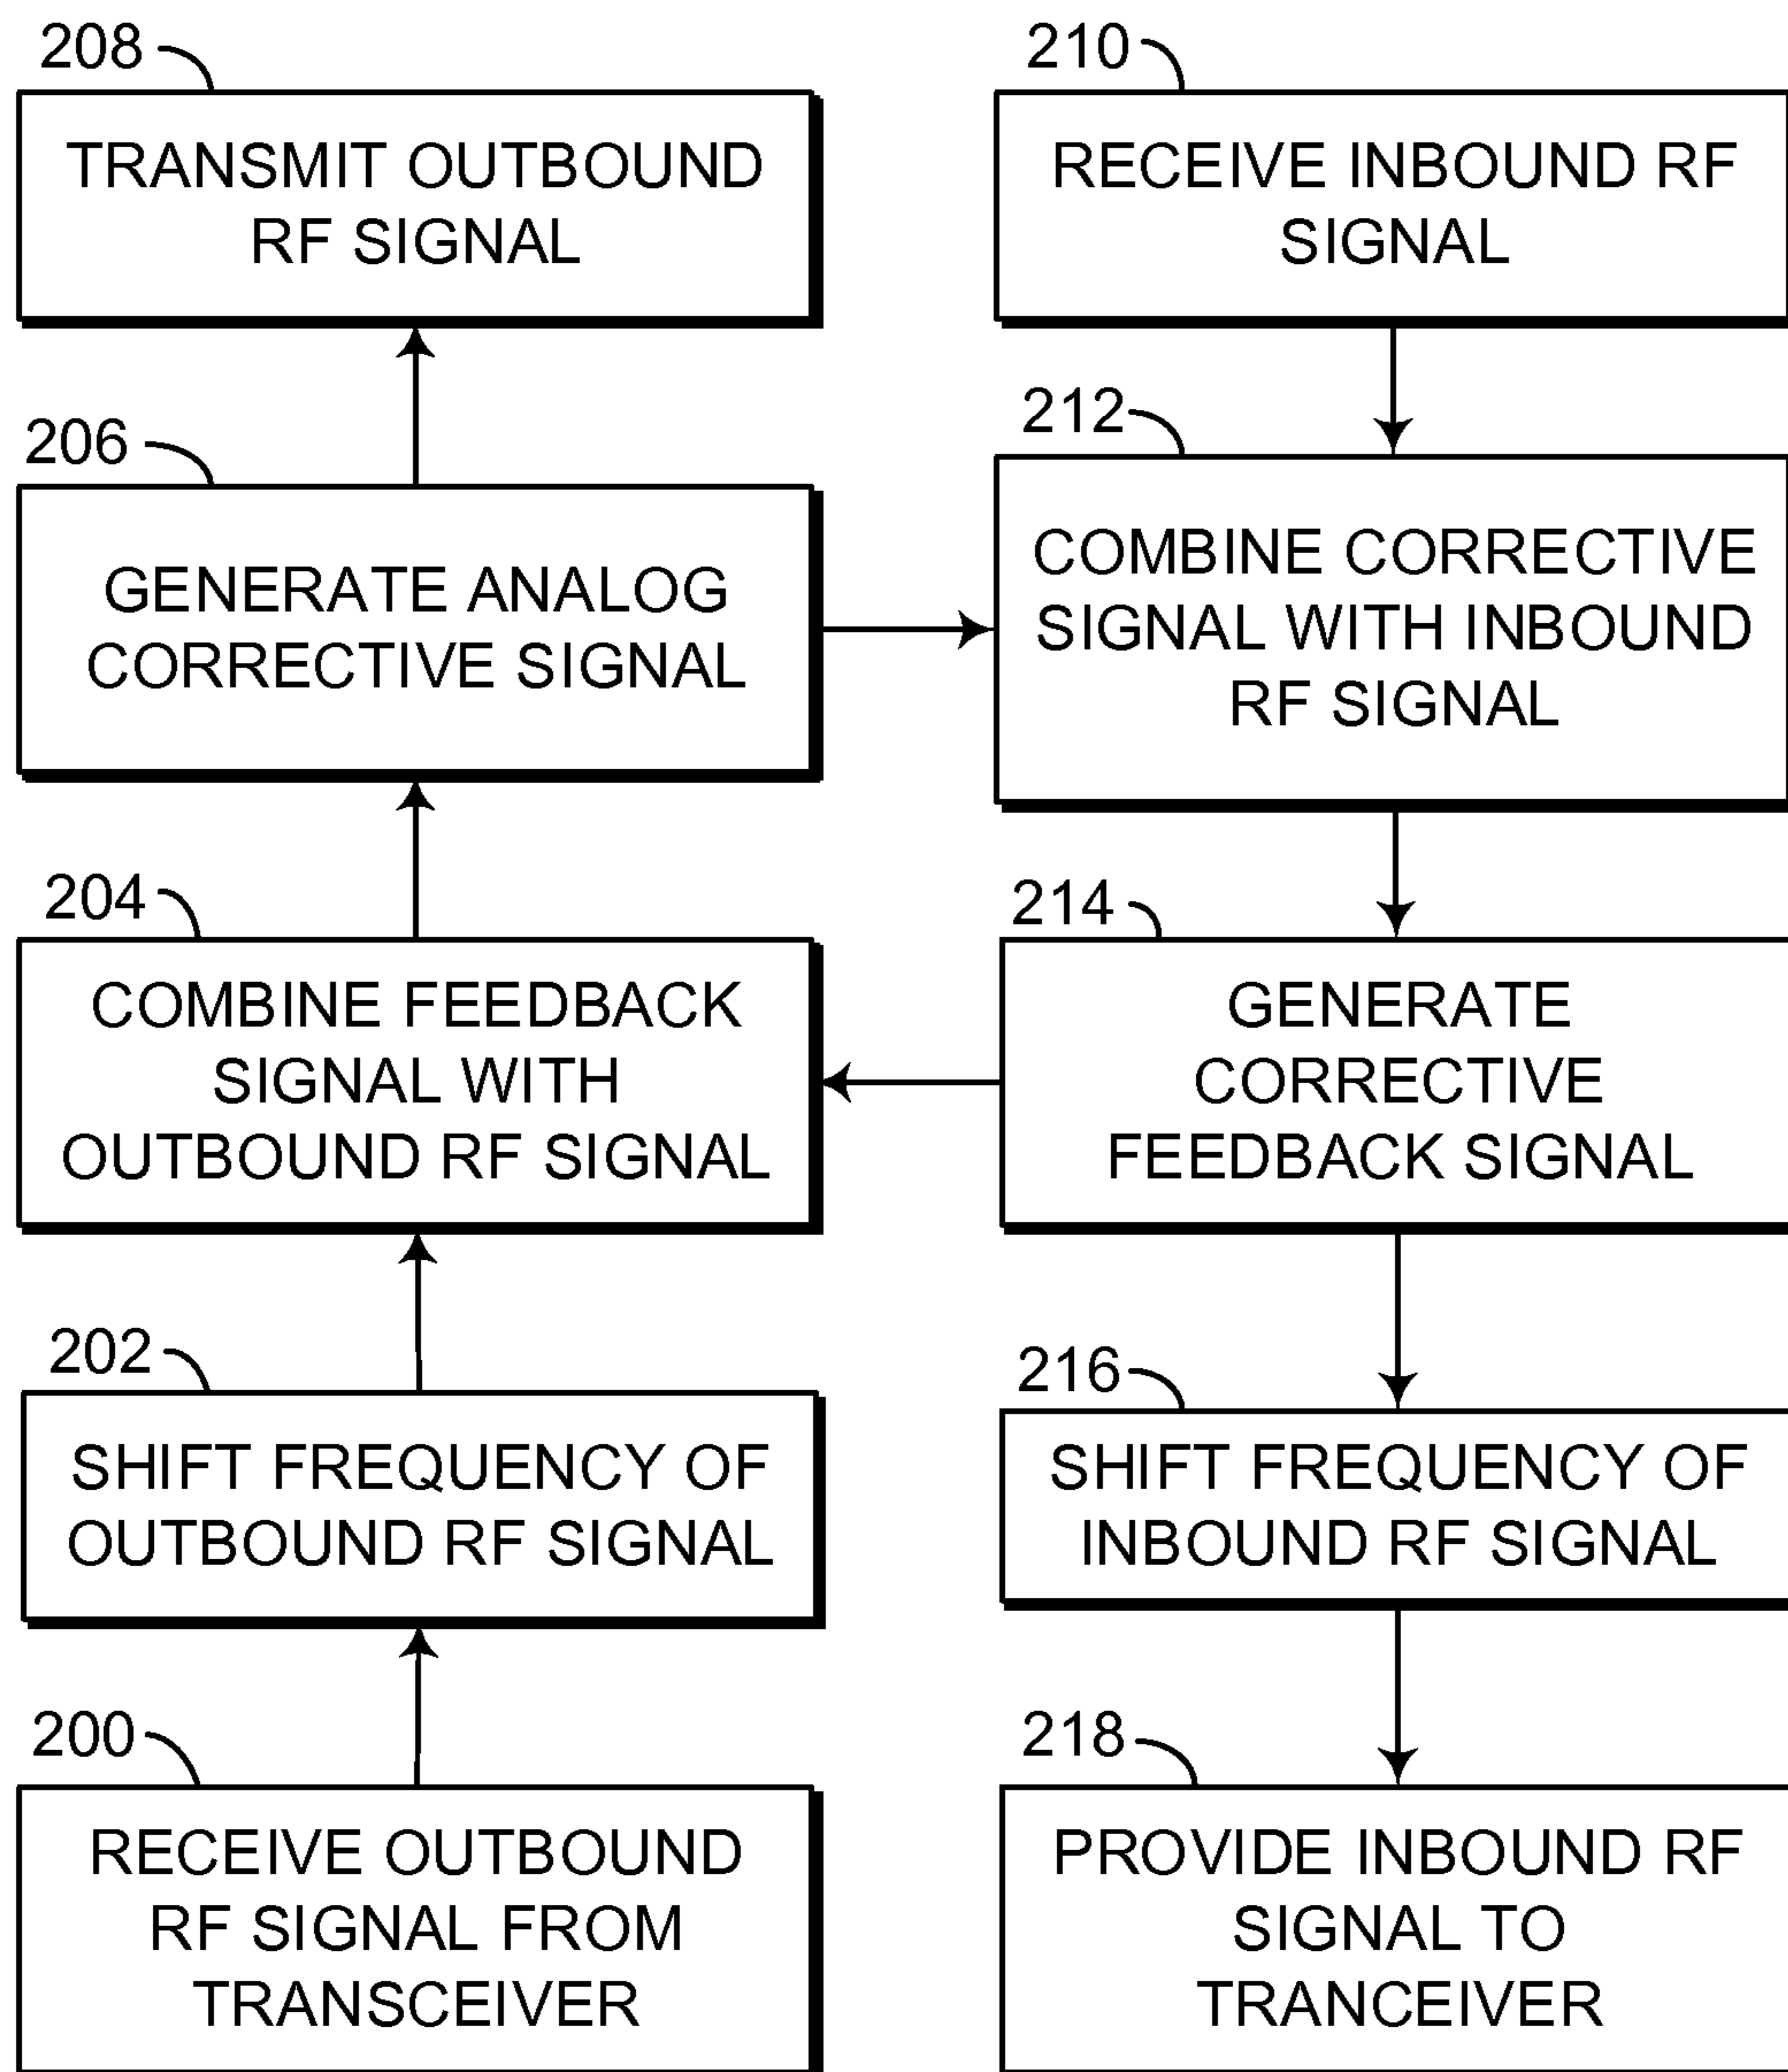 208
TRANSMIT OUTBOUND
RF SIGNAL
206
GENERATE ANALOG
CORRECTIVE SIGNAL
204
COMBINE FEEDBACK
SIGNAL WITH
OUTBOUND RF SIGNAL
202
SHIFT FREQUENCY OF
OUTBOUND RF SIGNAL
200
RECEIVE OUTBOUND
RF SIGNAL FROM
TRANSCEIVER
210
RECEIVE INBOUND RF
SIGNAL
212
COMBINE CORRECTIVE
SIGNAL WITH INBOUND
RF SIGNAL
214
GENERATE
CORRECTIVE
FEEDBACK SIGNAL
216
SHIFT FREQUENCY OF
INBOUND RF SIGNAL
218
PROVIDE INBOUND RF
SIGNAL TO
TRANCEIVER